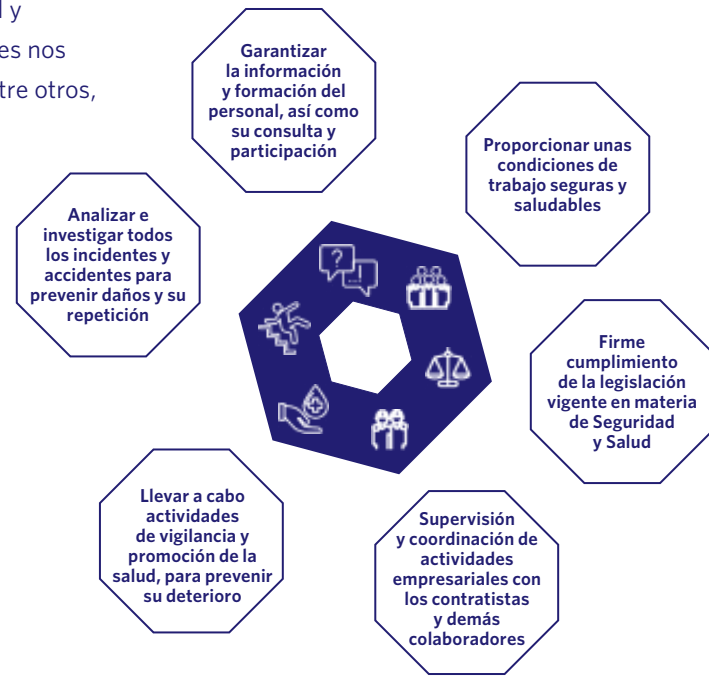 y
es nos
tre otros,
Garantizar
la información
y formación del
personal, así como
su consulta y
participación
Proporcionar unas
condiciones de
trabajo seguras y
saludables
Analizar e
investigar todos
los incidentes y
accidentes para
prevenir daños y su
repetición
?
...!
Firme
cumplimiento
de la legislación
vigente en materia
de Seguridad
y Salud
Llevar a cabo
actividades
de vigilancia y
promoción de la
salud, para prevenir
su deterioro
Supervisión
y coordinación de
actividades
empresariales con
los contratistas
y demás
colaboradores